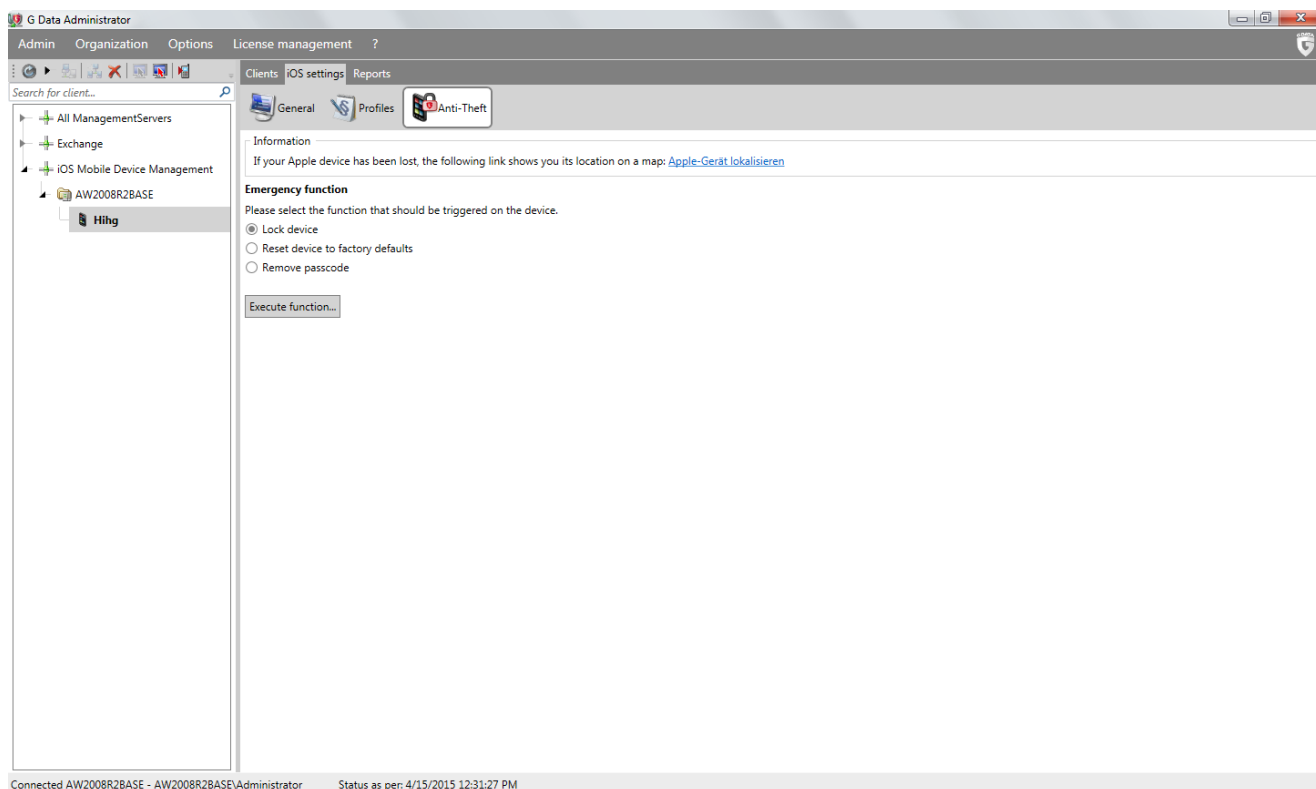 G Data Administrator
Admin Organization Options License management ?
Clients iOS settings Reports
Search for client...
General Profiles Anti-Theft
All ManagementServers
Exchange
iOS Mobile Device Management
AW2008R2BASE
Hihg
Information
If your Apple device has been lost, the following link shows you its location on a map: Apple-Gerät lokalisieren
Emergency function
Please select the function that should be triggered on the device.
Lock device
Reset device to factory defaults
Remove passcode
Execute function...
Connected AW2008R2BASE - AW2008R2BASE\Administrator Status as per: 4/15/2015 12:31:27 PM